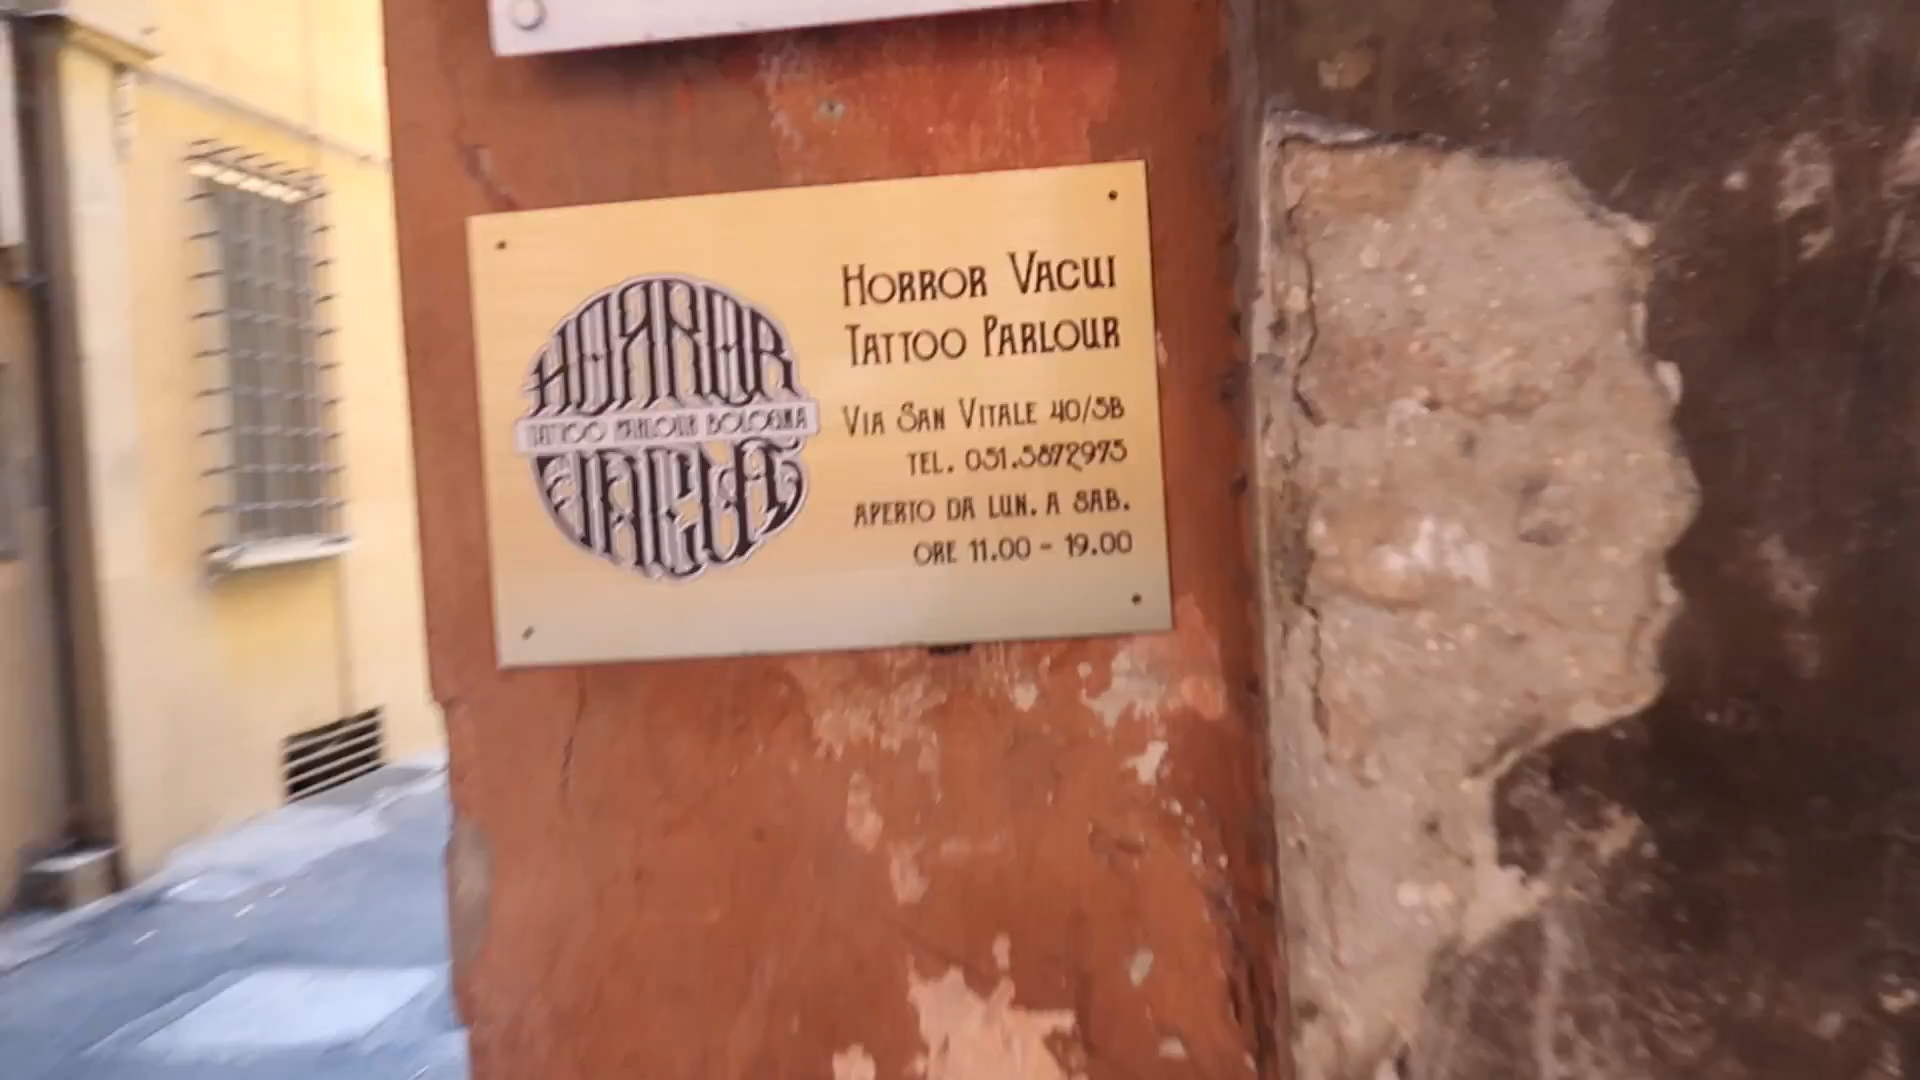 HORROR
TATTOO PARLOUR BOLOGNA
VACUI
HORROR VACUI
TATTOO PARLOUR
VIA SAN VITALE 40/5B
TEL. 051.5872975
APERTO DA LUN. A SAB.
ORE 11.00 - 19.00